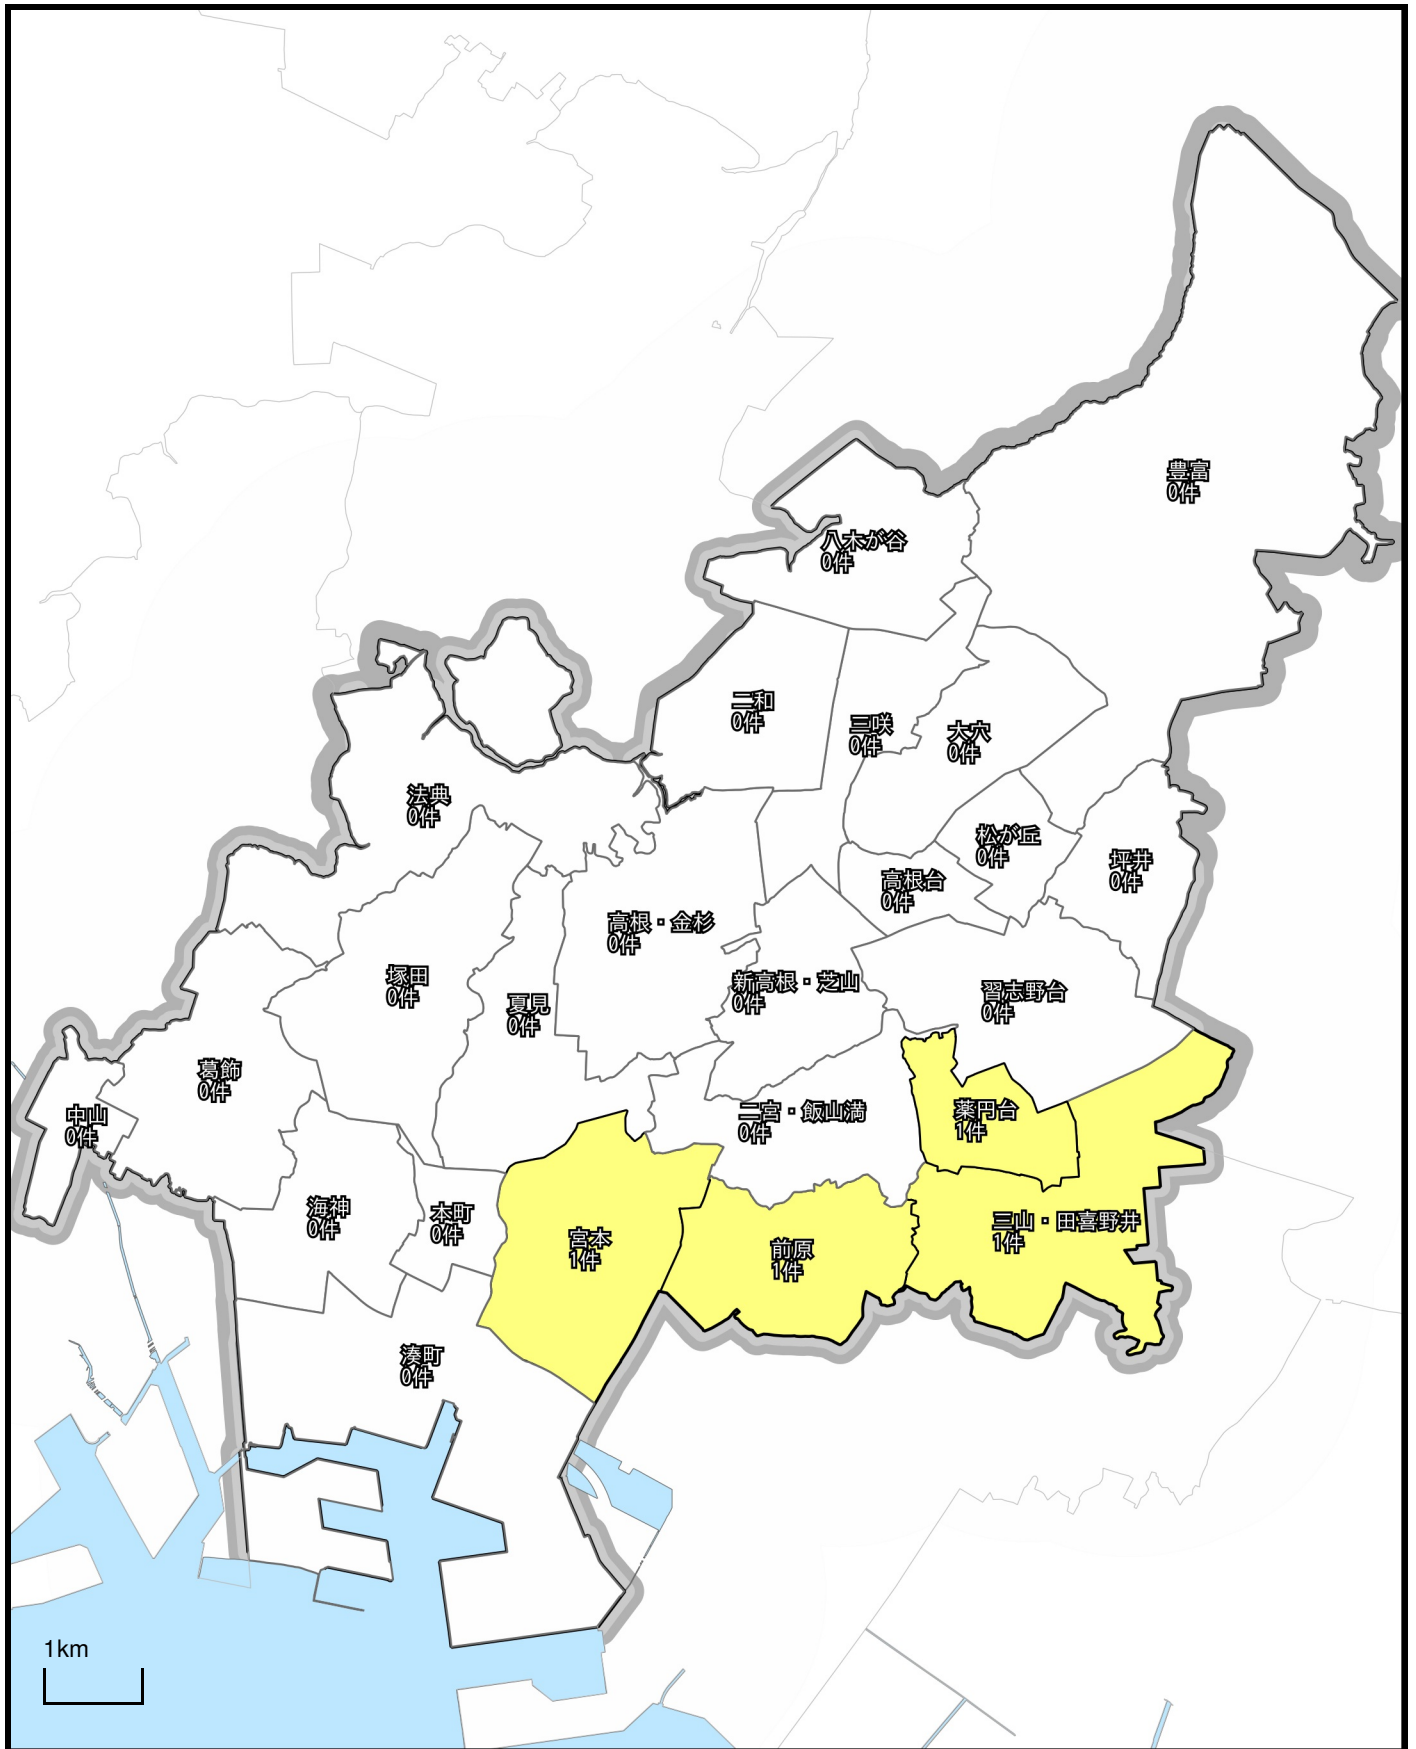 豊富
0件
八木が谷
0件
二和
0件
三咲
0件
大穴
0件
法典
0件
松が丘
0件
坪井
0件
高根台
0件
高根・金杉
0件
塚田
0件
新高根・芝山
0件
習志野台
0件
夏見
0件
葛飾
0件
中山
0件
二宮・飯山満
0件
薬円台
1件
海神
0件
本町
0件
宮本
1件
前原
1件
三山・田喜野井
1件
湊町
0件
1km